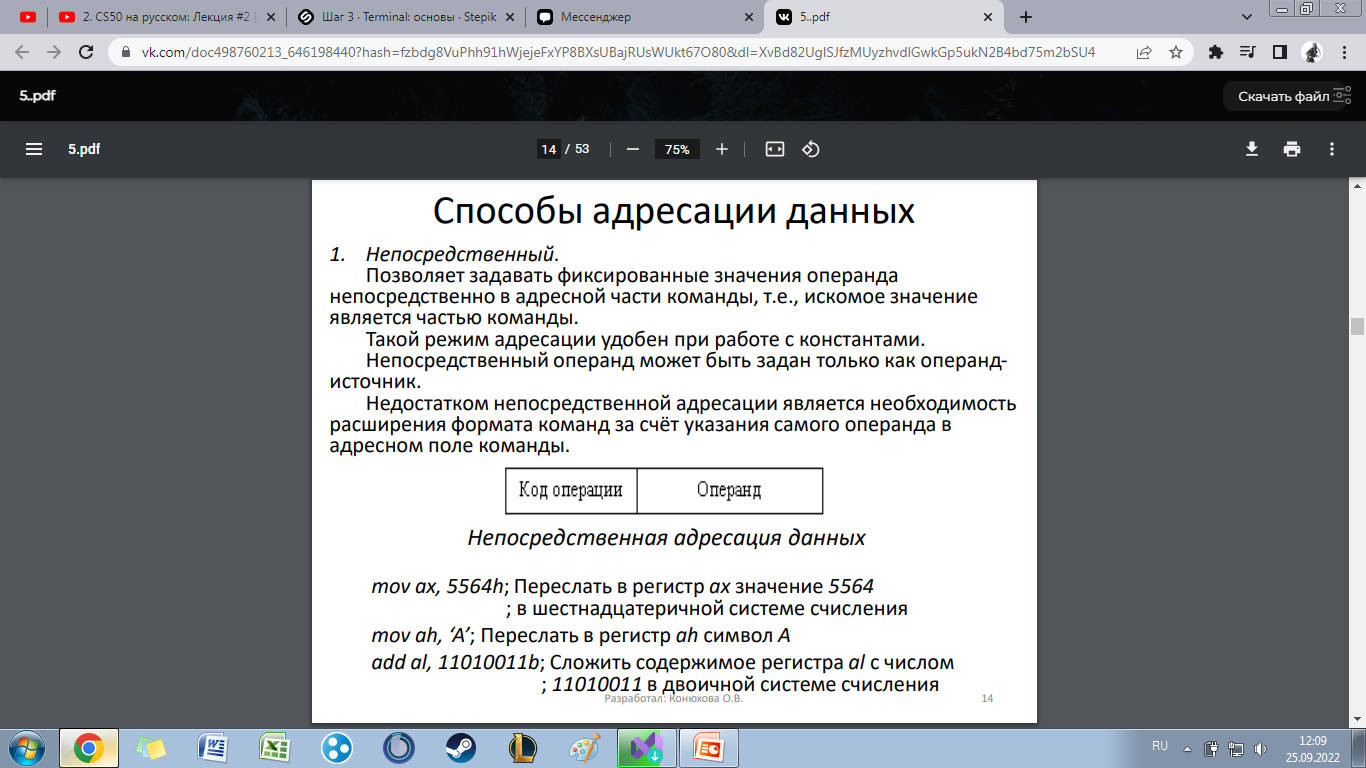 2. CS50 на русском: Лекция #2
Шаг 3 · Terminal: основы · Stepik
Мессенджер
5..pdf
vk.com/doc498760213_646198440?hash=fzbdg8VuPhh91hWjejeFxYP8BXsUBajRUsWUkt67O80&dl=XvBd82UgISJfzMUyzhvdlGwkGp5ukN2B4bd75m2bSU4
5..pdf
Скачать файл
5.pdf
14 / 53
75%
Способы адресации данных
1. Непосредственный.
Позволяет задавать фиксированные значения операнда
непосредственно в адресной части команды, т.е., искомое значение
является частью команды.
Такой режим адресации удобен при работе с константами.
Непосредственный операнд может быть задан только как операнд-
источник.
Недостатком непосредственной адресации является необходимость
расширения формата команд за счёт указания самого операнда в
адресном поле команды.
Код операции Операнд
Непосредственная адресация данных
mov ax, 5564h; Переслать в регистр ax значение 5564
; в шестнадцатеричной системе счисления
mov ah, ‘A’; Переслать в регистр ah символ A
add al, 11010011b; Сложить содержимое регистра al с числом
; 11010011 в двоичной системе счисления
Разработал: Конюхова О.В.
14
RU
12:09
25.09.2022